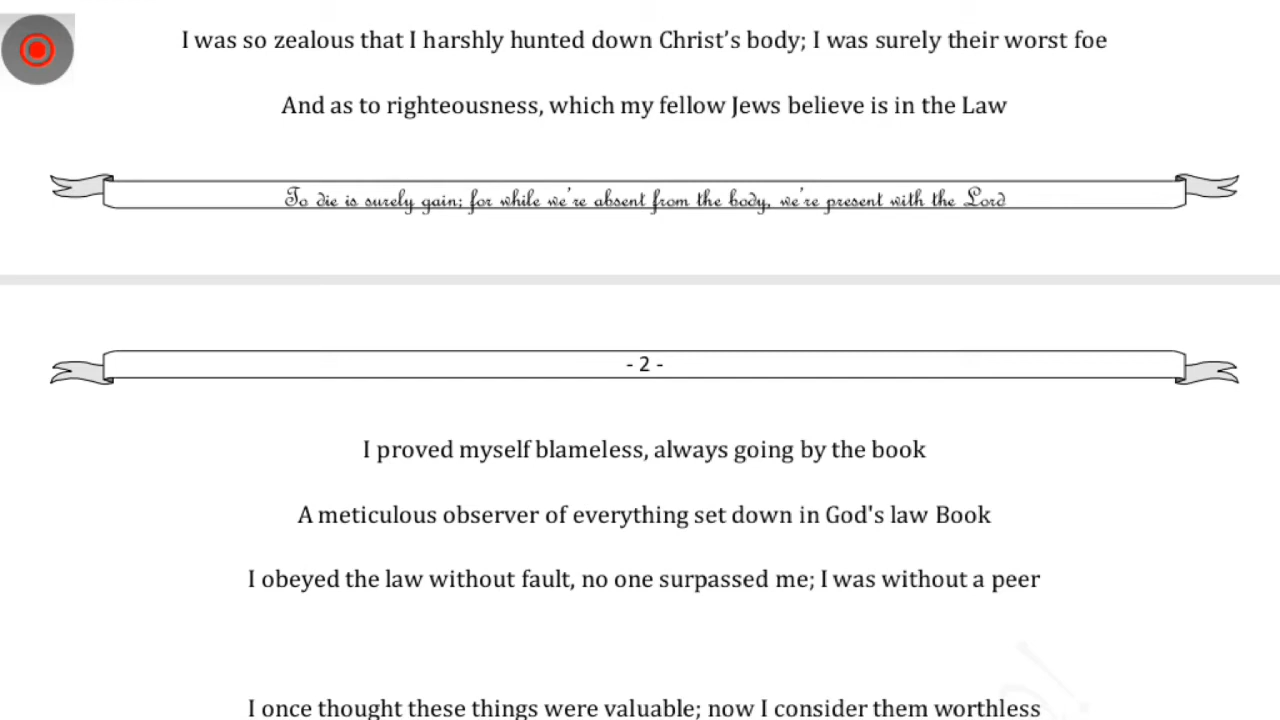 I was so zealous that I harshly hunted down Christ’s body; I was surely their worst foe
And as to righteousness, which my fellow Jews believe is in the Law
To die is surely gain; for while we're absent from the body, we're present with the Lord
- 2 -
I proved myself blameless, always going by the book
A meticulous observer of everything set down in God's law Book
I obeyed the law without fault, no one surpassed me; I was without a peer
I once thought these things were valuable; now I consider them worthless